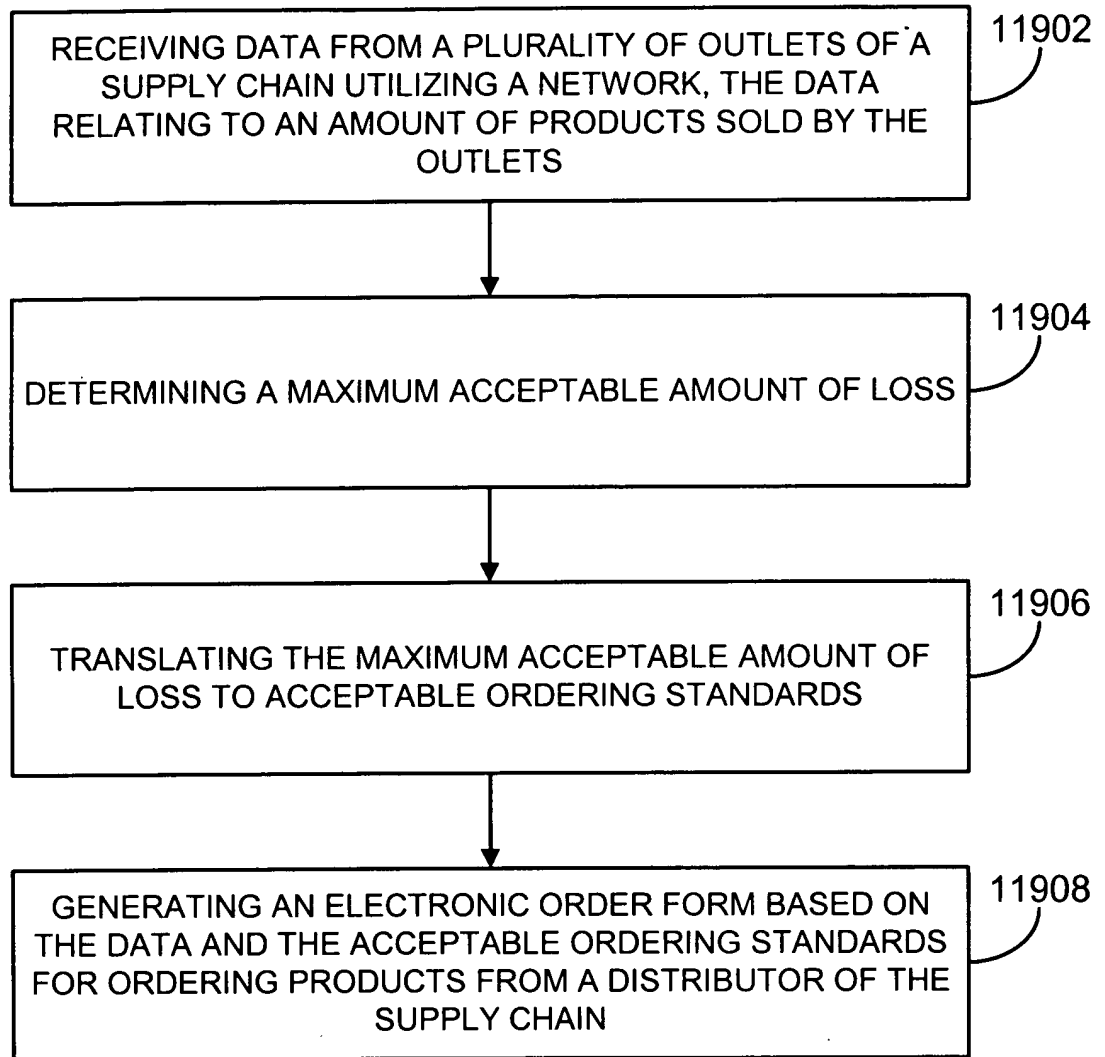 RECEIVING DATA FROM A PLURALITY OF OUTLETS OF A
SUPPLY CHAIN UTILIZING A NETWORK, THE DATA
RELATING TO AN AMOUNT OF PRODUCTS SOLD BY THE
OUTLETS
11902
DETERMINING A MAXIMUM ACCEPTABLE AMOUNT OF LOSS
11904
TRANSLATING THE MAXIMUM ACCEPTABLE AMOUNT OF
LOSS TO ACCEPTABLE ORDERING STANDARDS
11906
GENERATING AN ELECTRONIC ORDER FORM BASED ON
THE DATA AND THE ACCEPTABLE ORDERING STANDARDS
FOR ORDERING PRODUCTS FROM A DISTRIBUTOR OF THE
SUPPLY CHAIN
11908